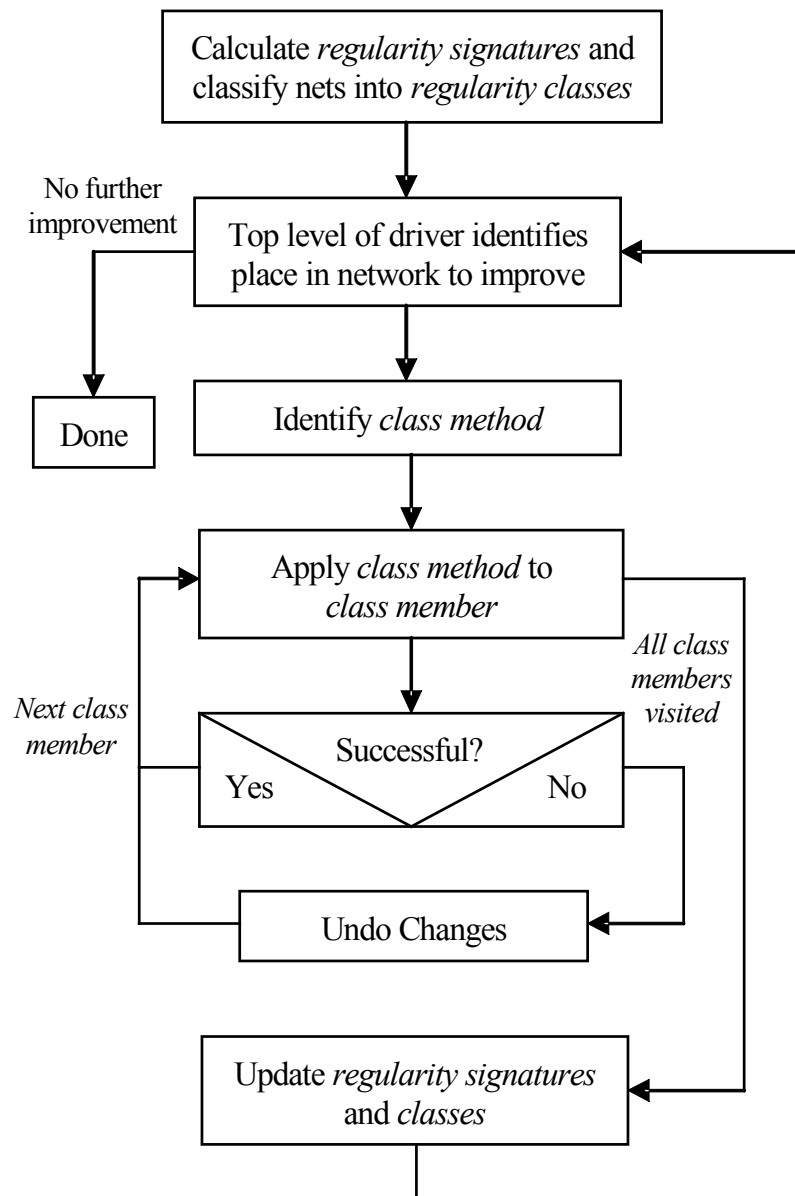 Calculate regularity signatures and
classify nets into regularity classes
No further
improvement
Top level of driver identifies
place in network to improve
Done
Identify class method
Apply class method to
class member
All class
members
visited
Next class
member
Successful?
Yes
No
Undo Changes
Update regularity signatures
and classes